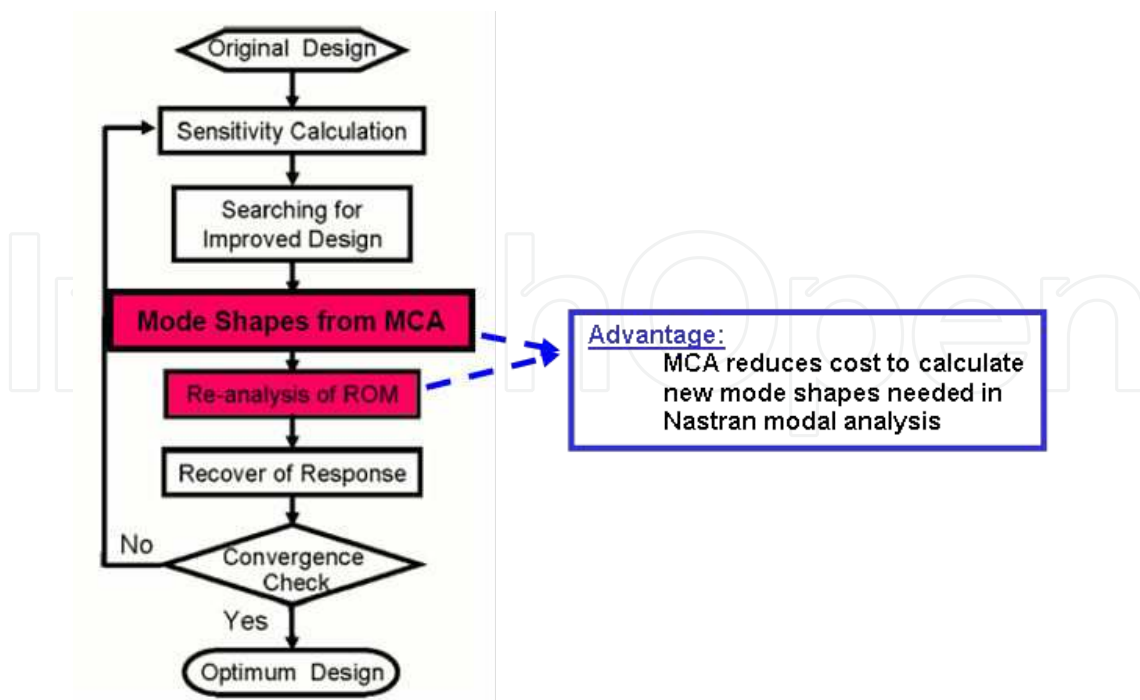 Original Design
Sensitivity Calculation
Searching for
Improved Design
Mode Shapes from MCA
Re-analysis of ROM
Recover of Response
Convergence
Check
No
Yes
Optimum Design
Advantage:
MCA reduces cost to calculate
new mode shapes needed in
Nastran modal analysis